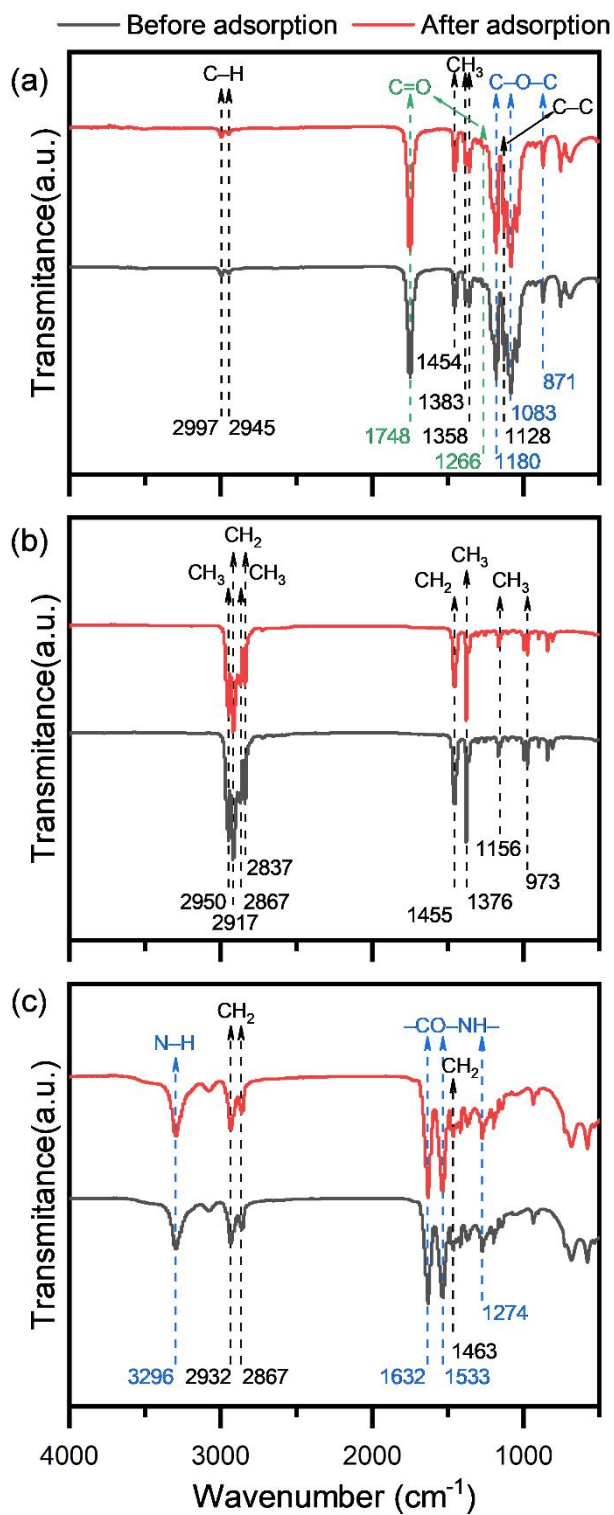 Before adsorption After adsorption
(a)
C–H
C=O
CH3
C–O–C
C–C
Transmitance(a.u.)
1454
1383
1358
1266
2997
2945
1748
1128
1180
1083
871
(b)
CH2
CH3
CH3
CH2
CH3
CH3
Transmitance(a.u.)
2837
2950
2867
2917
1455
1376
1156
973
(c)
N–H
CH2
–CO–NH–
CH2
Transmitance(a.u.)
1274
1463
3296
2932
2867
1632
1533
4000 3000 2000 1000
Wavenumber (cm-1)